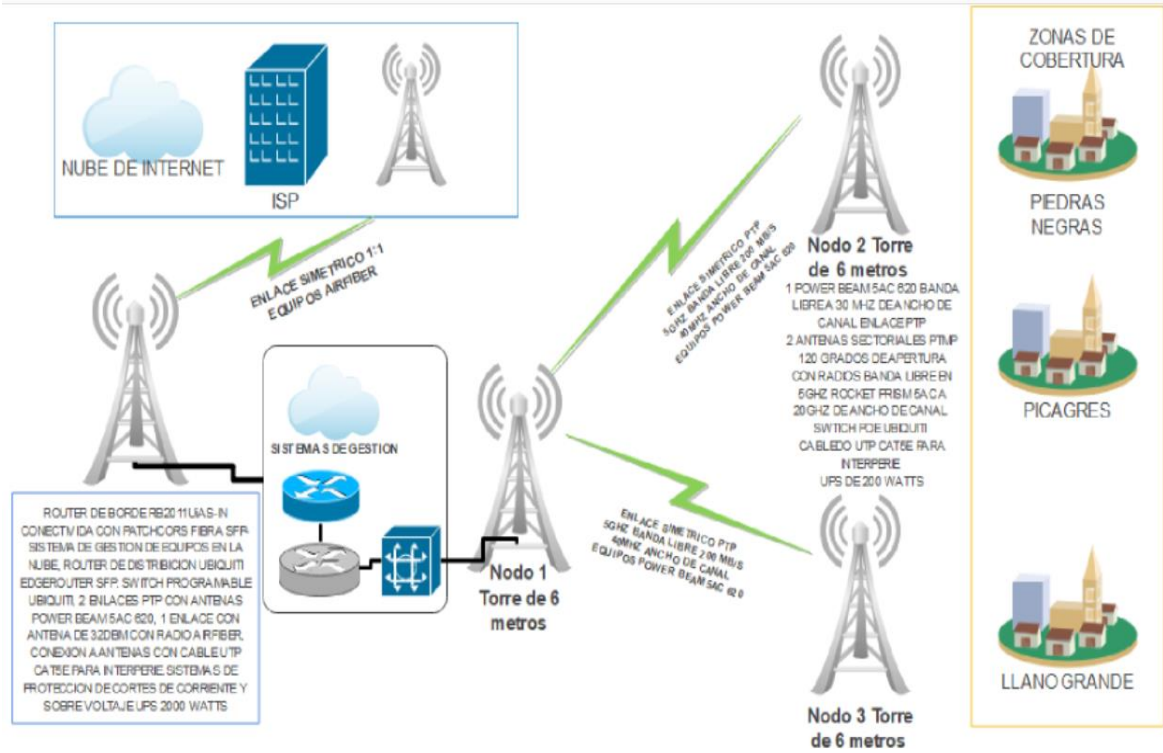 NUBE DE INTERNET
ISP
ENLACE SIMETRICO 1:1
EQUIPOS AIRFIBER
SISTEMAS DE GESTION
ROUTER DE BORDE RB2011UiAS-IN
CONECTIVIDA CON PATCHCORS FIBRA SFP
SISTEMA DE GESTION DE EQUIPOS EN LA
NUBE, ROUTER DE DISTRIBICION UBIQUITI
EDGEROUTER SFP. SWITCH PROGRAMABLE
UBIQUITI, 2 ENLACES PTP CON ANTENAS
POWER BEAM 5AC 620, 1 ENLACE CON
ANTENA DE 32DBM CON RADIO AIRFIBER,
CONEXION A ANTENAS CON CABLE UTP
CAT5E PARA INTERPERIE, SISTEMAS DE
PROTECCION DE CORTES DE CORRIENTE Y
SOBRE VOLTAJE UPS 2000 WATTS
Nodo 1
Torre de 6
metros
ENLACE SIMETRICO PTP
5GHZ BANDA LIBRE 200 MB/S
40MHZ ANCHO DE CANAL
EQUIPOS POWER BEAM 5AC 620
ENLACE SIMETRICO PTP
5GHZ BANDA LIBRE 200 MB/S
40MHZ ANCHO DE CANAL
EQUIPOS POWER BEAM 5AC 620
Nodo 2 Torre
de 6 metros
1 POWER BEAM 5AC 620 BANDA
LIBRE A 30 MHZ DE ANCHO DE
CANAL ENLACE PTP
2 ANTENAS SECTORIALES PTMP
120 GRADOS DE APERTURA
CON RADIOS BANDA LIBRE EN
5GHZ ROCKET PRISM 5AC A
20GHZ DE ANCHO DE CANAL
SWTICH POE UBIQUITI
CABLEDO UTP CAT5E PARA
INTERPERIE
UPS DE 200 WATTS
Nodo 3 Torre
de 6 metros
ZONAS DE
COBERTURA
PIEDRAS
NEGRAS
PICAGRES
LLANO GRANDE